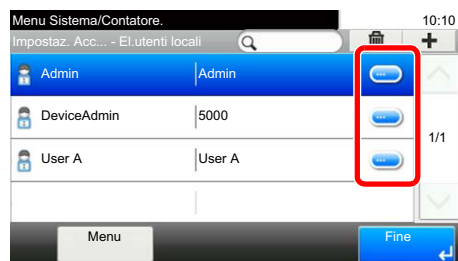 Menu Sistema/Contatore. 10:10
Impostaz. Acc... - El.utenti locali
Admin Admin
DeviceAdmin 5000
1/1
User A User A
Menu Fine